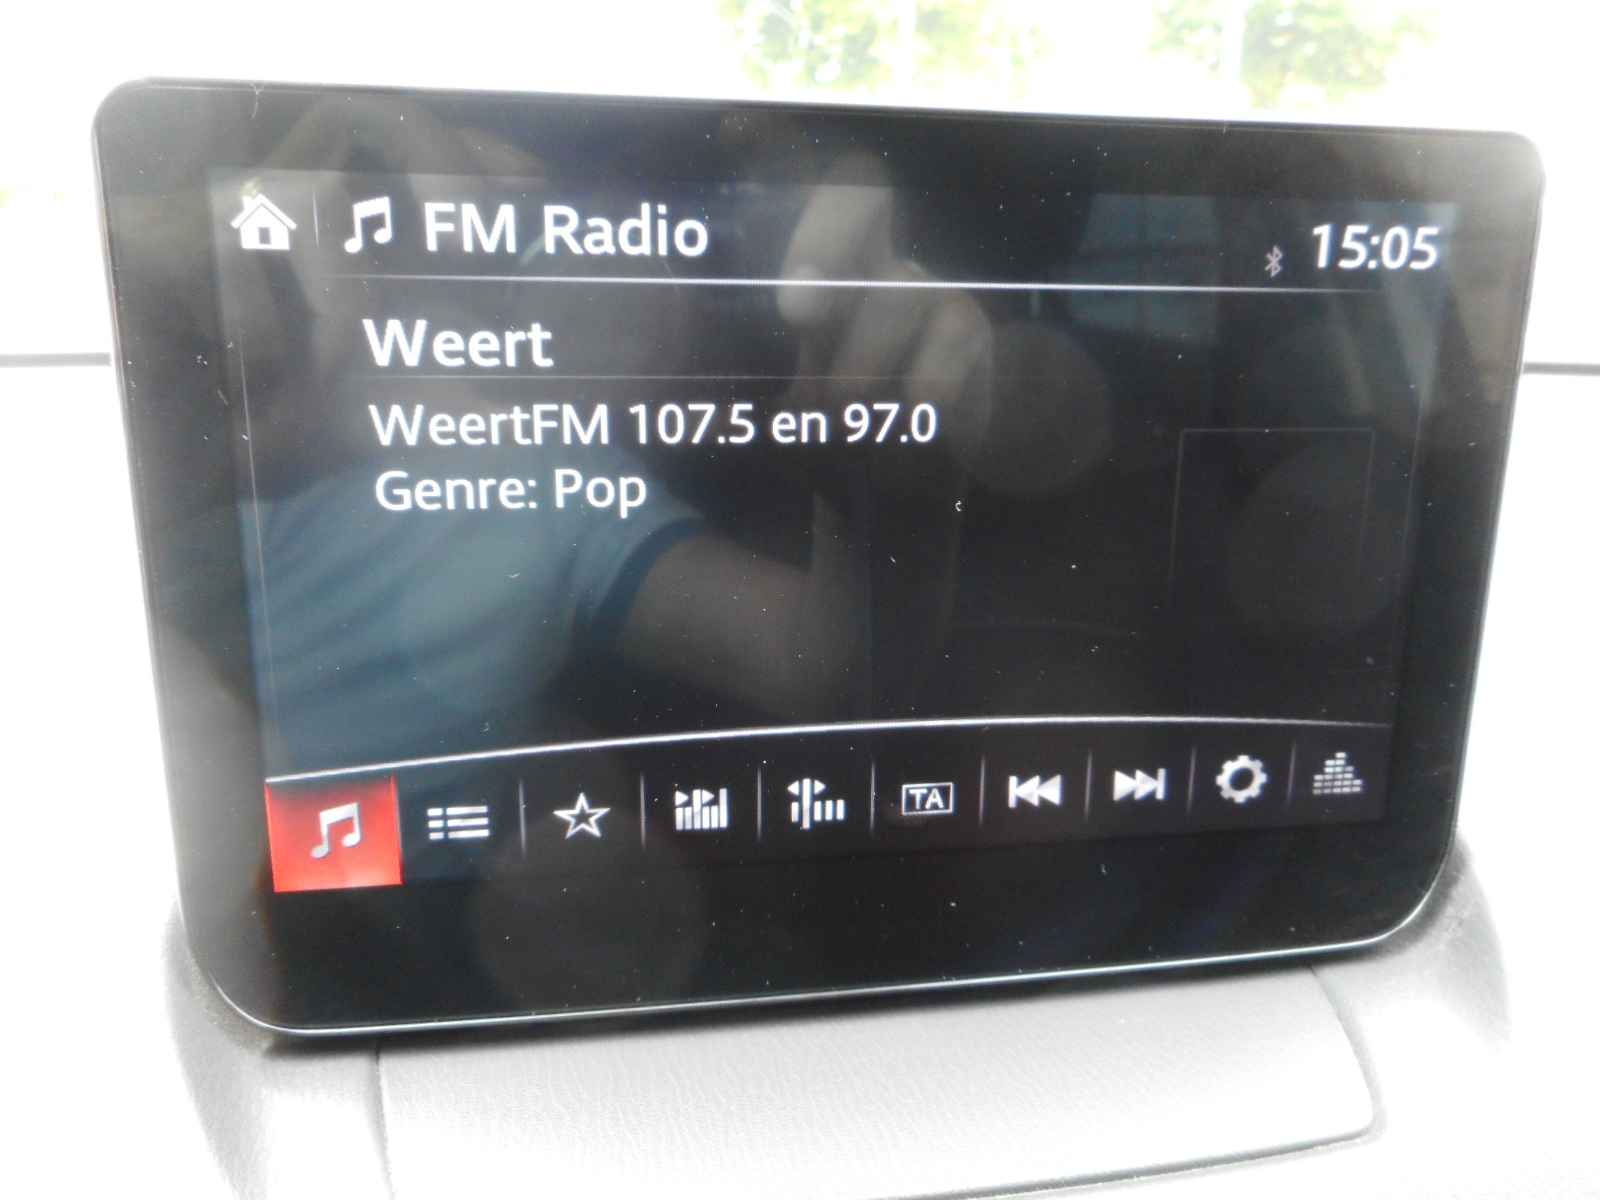 FM Radio
15:05
Weert
WeertFM 107.5 en 97.0
Genre: Pop
TA